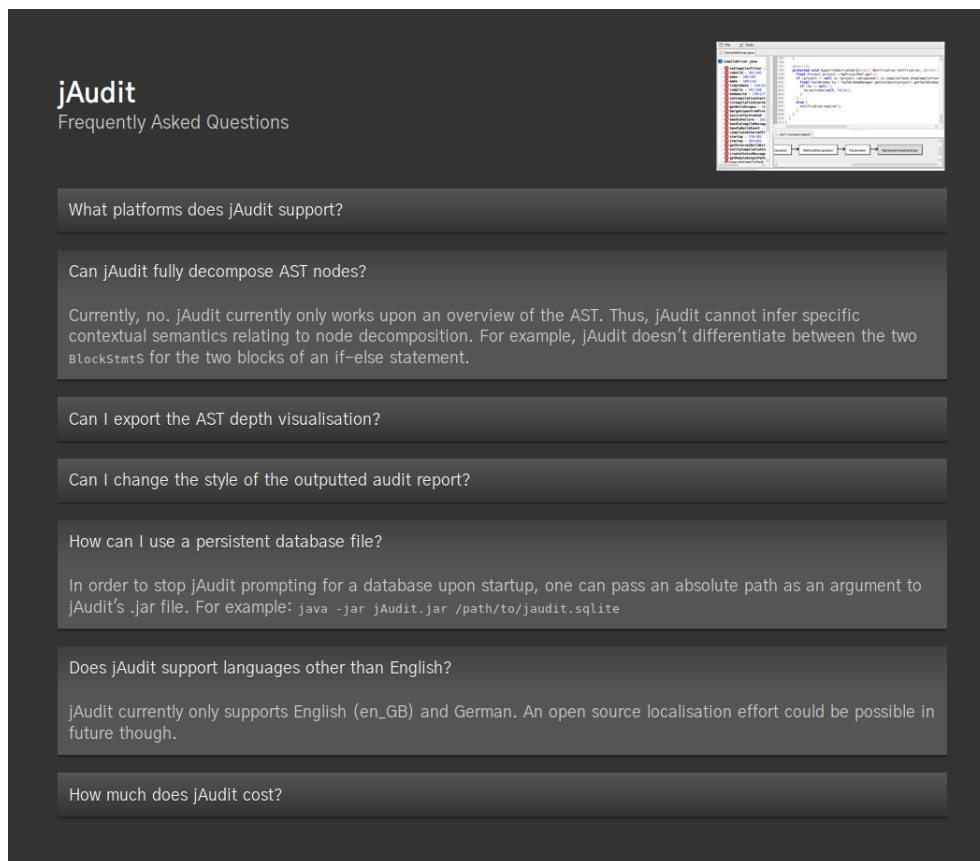 jAudit
Frequently Asked Questions
What platforms does jAudit support?
Can jAudit fully decompose AST nodes?
Currently, no. jAudit currently only works upon an overview of the AST. Thus, jAudit cannot infer specific
contextual semantics relating to node decomposition. For example, jAudit doesn't differentiate between the two
BlockStmts for the two blocks of an if-else statement.
Can I export the AST depth visualisation?
Can I change the style of the outputted audit report?
How can I use a persistent database file?
In order to stop jAudit prompting for a database upon startup, one can pass an absolute path as an argument to
jAudit's .jar file. For example: java -jar jAudit.jar /path/to/jaudit.sqlite
Does jAudit support languages other than English?
jAudit currently only supports English (en_GB) and German. An open source localisation effort could be possible in
future though.
How much does jAudit cost?